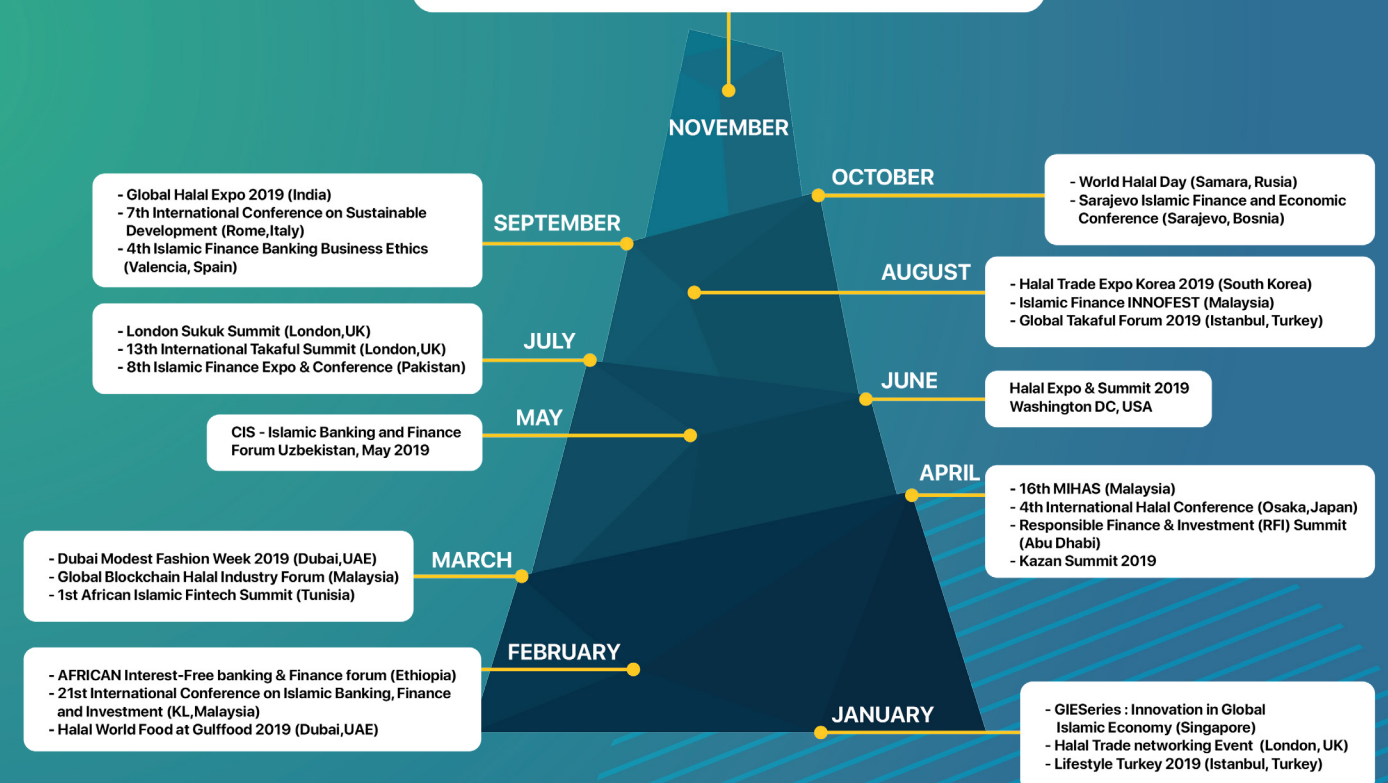 NOVEMBER
OCTOBER
- World Halal Day (Samara, Rusia)
- Sarajevo Islamic Finance and Economic
Conference (Sarajevo, Bosnia)
SEPTEMBER
- Global Halal Expo 2019 (India)
- 7th International Conference on Sustainable
Development (Rome,Italy)
- 4th Islamic Finance Banking Business Ethics
(Valencia, Spain)
AUGUST
- Halal Trade Expo Korea 2019 (South Korea)
- Islamic Finance INNOFEST (Malaysia)
- Global Takaful Forum 2019 (Istanbul, Turkey)
JULY
- London Sukuk Summit (London,UK)
- 13th International Takaful Summit (London,UK)
- 8th Islamic Finance Expo & Conference (Pakistan)
JUNE
Halal Expo & Summit 2019
Washington DC, USA
MAY
CIS - Islamic Banking and Finance
Forum Uzbekistan, May 2019
APRIL
- 16th MIHAS (Malaysia)
- 4th International Halal Conference (Osaka,Japan)
- Responsible Finance & Investment (RFI) Summit
(Abu Dhabi)
- Kazan Summit 2019
MARCH
- Dubai Modest Fashion Week 2019 (Dubai,UAE)
- Global Blockchain Halal Industry Forum (Malaysia)
- 1st African Islamic Fintech Summit (Tunisia)
FEBRUARY
- AFRICAN Interest-Free banking & Finance forum (Ethiopia)
- 21st International Conference on Islamic Banking, Finance
and Investment (KL,Malaysia)
- Halal World Food at Gulffood 2019 (Dubai,UAE)
JANUARY
- GIESeries : Innovation in Global
Islamic Economy (Singapore)
- Halal Trade networking Event (London, UK)
- Lifestyle Turkey 2019 (Istanbul, Turkey)